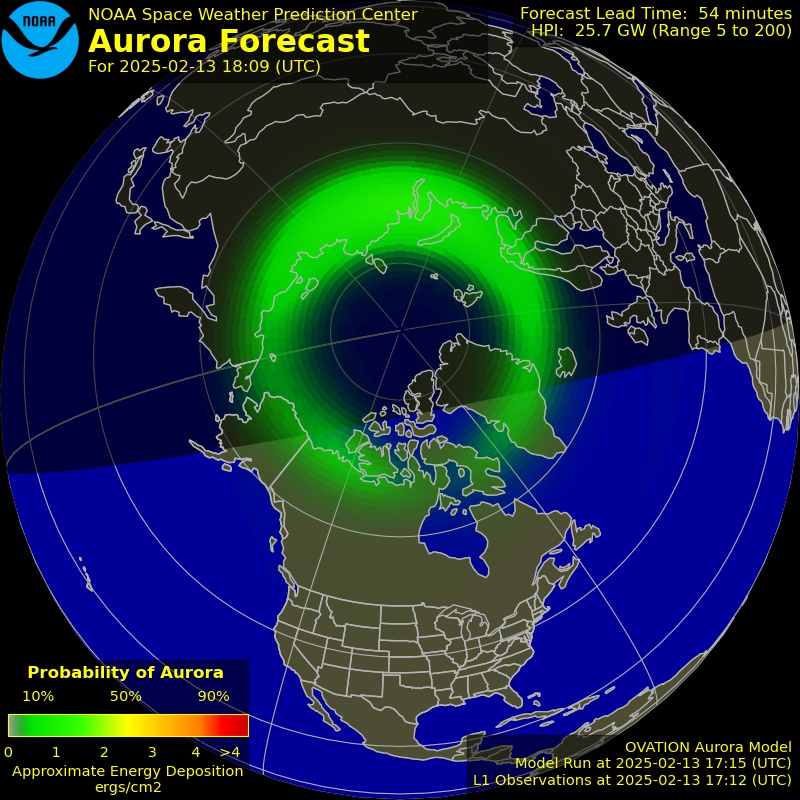 NOAA
NOAA Space Weather Prediction Center
Aurora Forecast
For 2025-02-13 18:09 (UTC)
Forecast Lead Time: 54 minutes
HPI: 25.7 GW (Range 5 to 200)
Probability of Aurora
10% 50% 90%
0 1 2 3 4 >4
Approximate Energy Deposition
ergs/cm2
OVATION Aurora Model
Model Run at 2025-02-13 17:15 (UTC)
L1 Observations at 2025-02-13 17:12 (UTC)